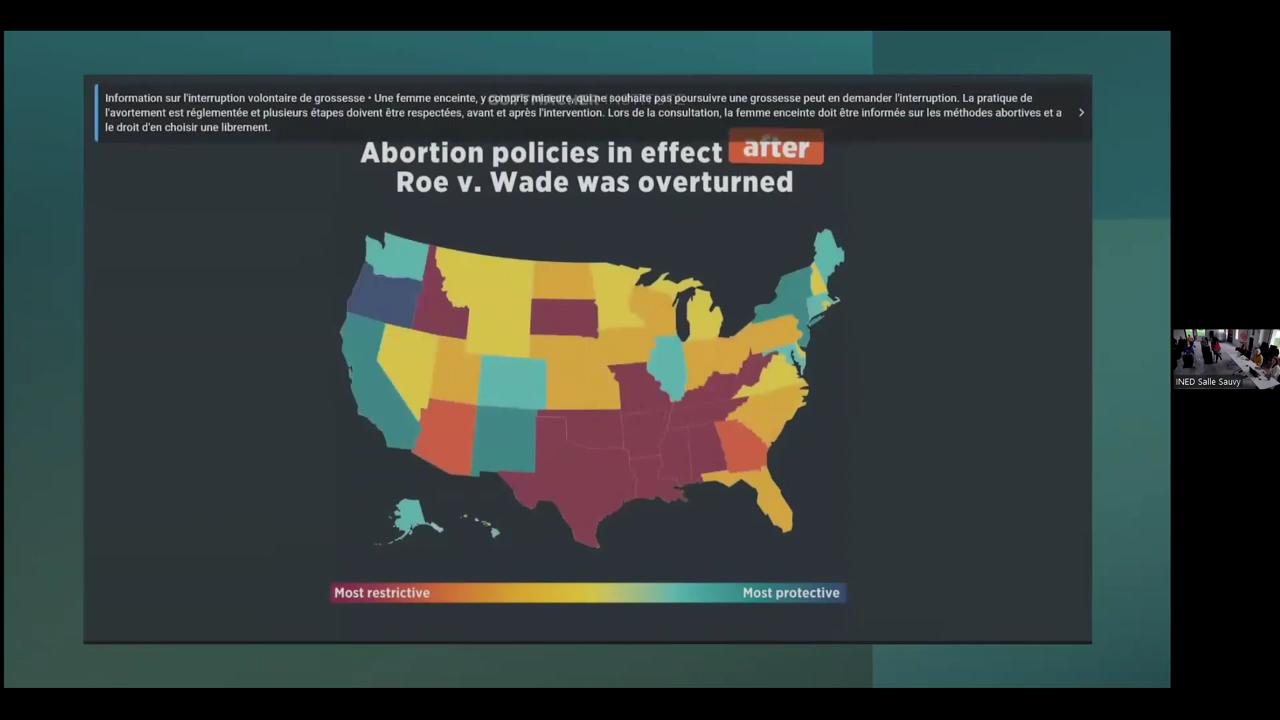 Information sur l'interruption volontaire de grossesse • Une femme enceinte, y compris mineure, qui ne souhaite pas poursuivre une grossesse peut en demander l'interruption. La pratique de
l'avortement est réglementée et plusieurs étapes doivent être respectées, avant et après l'intervention. Lors de la consultation, la femme enceinte doit être informée sur les méthodes abortives et a
le droit d'en choisir une librement.
Abortion policies in effect after
Roe v. Wade was overturned
Most restrictive Most protective
INED Salle Sauvy